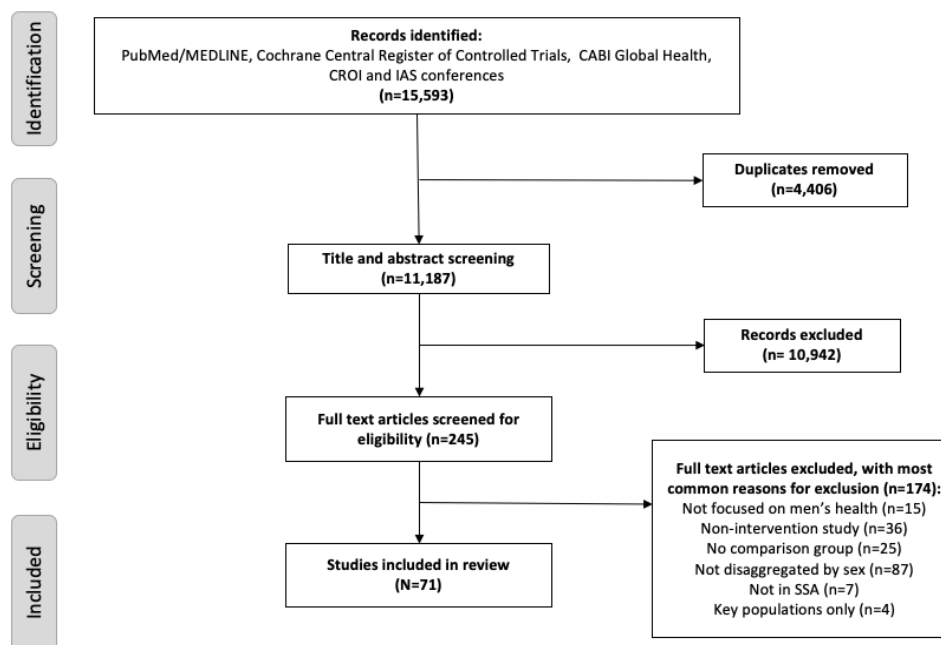 Identification
Records identified:
PubMed/MEDLINE, Cochrane Central Register of Controlled Trials, CABI Global Health,
CROI and IAS conferences
(n=15,593)
Duplicates removed
(n=4,406)
Screening
Title and abstract screening
(n=11,187)
Records excluded
(n= 10,942)
Eligibility
Full text articles screened for
eligibility (n=245)
Full text articles excluded, with most
common reasons for exclusion (n=174):
Not focused on men's health (n=15)
Non-intervention study (n=36)
No comparison group (n=25)
Not disaggregated by sex (n=87)
Not in SSA (n=7)
Key populations only (n=4)
Included
Studies included in review
(N=71)